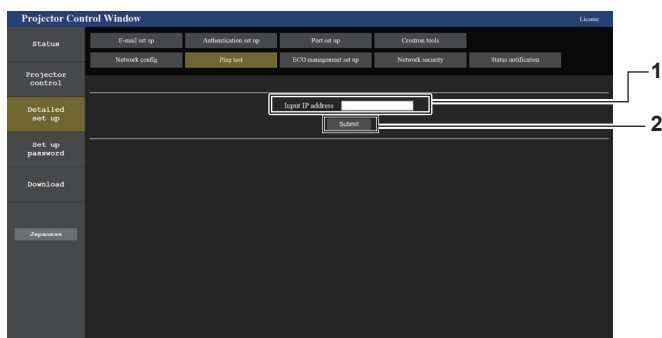 Projector Control Window
License
Status
E-mail set up
Authentication set up
Port set up
Crestron tools
Network config
Ping test
ECO management set up
Network security
Status notification
Projector
control
Detailed
set up
Set up
password
Download
Japanese
Input IP address
Submit
1
2